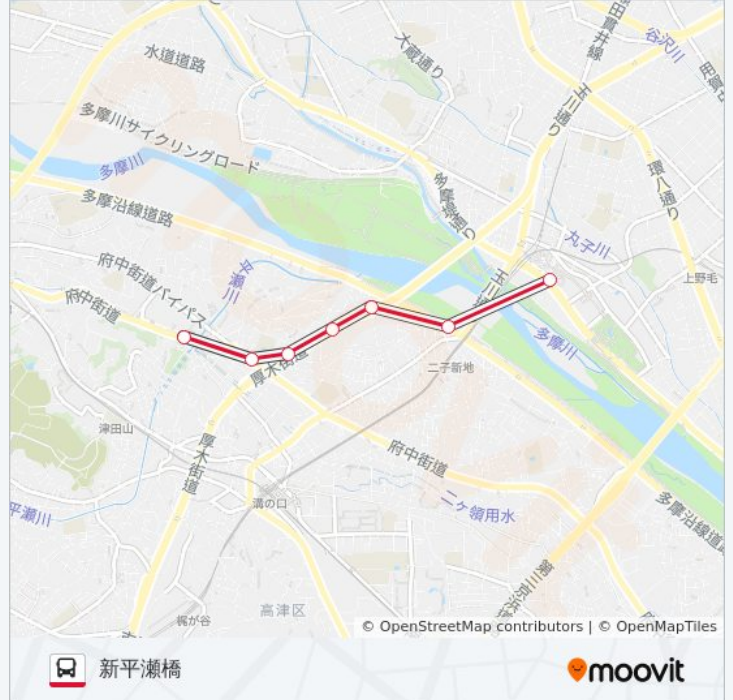 水道道路
大蔵通り
谷沢川
玉川通り
多摩川サイクリングロード
多摩川
環八通り
多摩堤通り
多摩沿線道路
丸子川
府中街道バイパス
平瀬川
上野毛
府中街道
多摩川
厚木街道
二子新地
津田山
厚木街道
府中街道
溝の口
二ヶ領用水
平瀬川
多摩沿線道路
高津区
梶が谷
© OpenStreetMap contributors | © OpenMapTiles
新平瀬橋
moovit